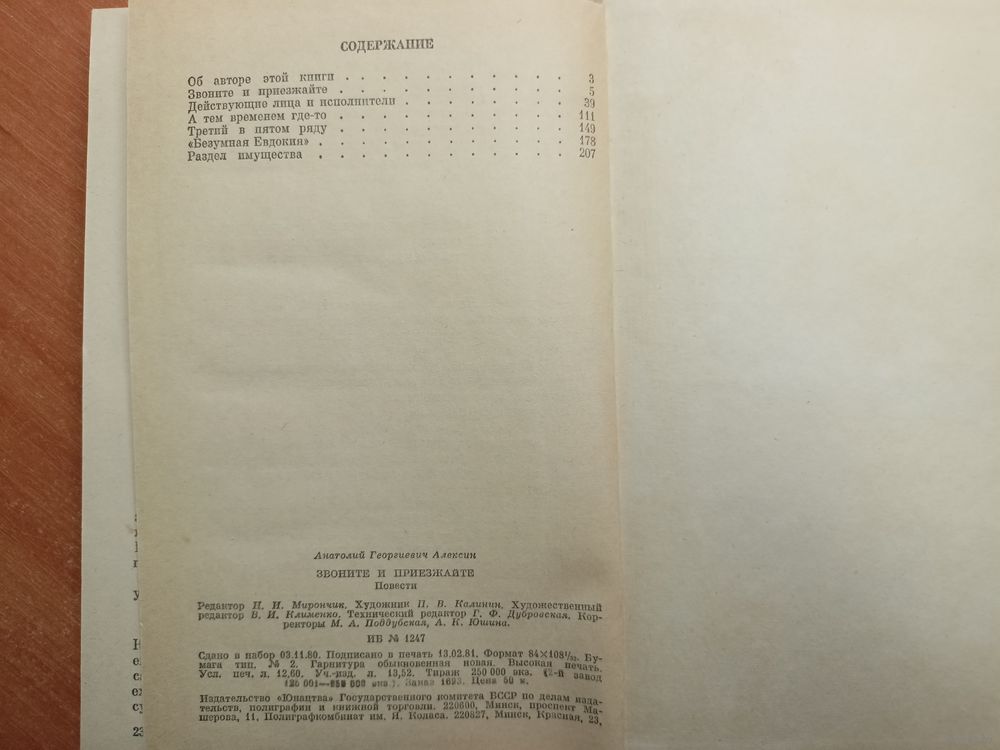 СОДЕРЖАНИЕ
Об авторе этой книги . . . . . . . . . . 3
Звоните и приезжайте . . . . . . . . . . 5
Действующие лица и исполнители . . . . . . . 39
А тем временем где-то . . . . . . . . . . 111
Третий в пятом ряду . . . . . . . . . . 149
«Безумная Евдокия» . . . . . . . . . . 178
Раздел имущества . . . . . . . . . . 207
Анатолий Георгиевич Алексин
ЗВОНИТЕ И ПРИЕЗЖАЙТЕ
Повести
Редактор Н. И. Мирончик. Художник П. В. Калинин. Художественный
редактор В. И. Клименко. Технический редактор Г. Ф. Дубровская. Кор-
ректоры М. А. Поддубская, А. К. Юшина.
ИБ № 1247
Сдано в набор 03.11.80. Подписано в печать 13.02.81. Формат 84×108¹/₃₂. Бу-
мага тип. № 2. Гарнитура обыкновенная новая. Высокая печать.
Усл. печ. л. 12,60. Уч.-изд. л. 13,52. Тираж 250 000 экз. (2-й завод
экз.). Заказ 1693. Цена 50 к.
Издательство «Юнацтва» Государственного комитета БССР по делам изда-
тельств, полиграфии и книжной торговли. 220600, Минск, проспект Ма-
шерова, 11. Полиграфкомбинат им. Я. Коласа. 220827, Минск, Красная, 23.